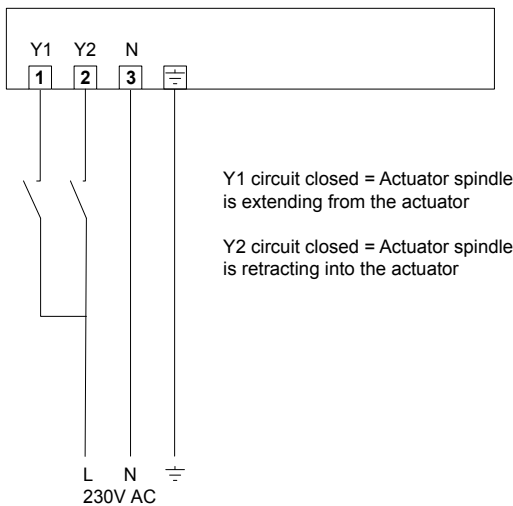 Y1 Y2 N
1 2 3
Y1 circuit closed = Actuator spindle
is extending from the actuator
Y2 circuit closed = Actuator spindle
is retracting into the actuator
L N
230V AC